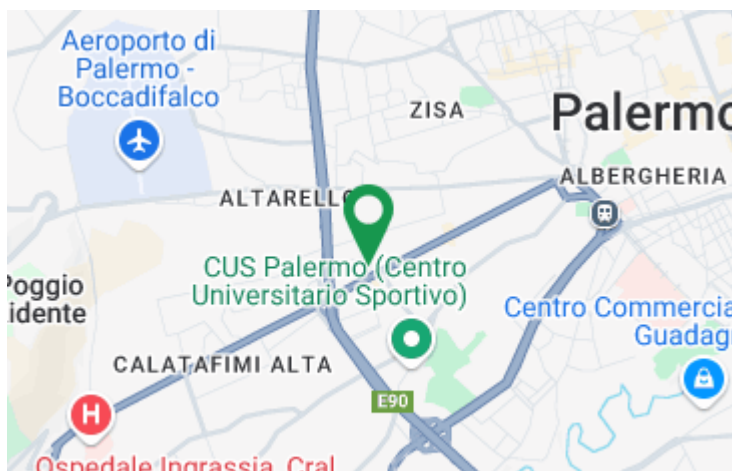 Aeroporto di
Palermo -
Boccadifalco
ZISA
Palermo
ALBERGHERIA
ALTARELLO
CUS Palermo (Centro
Universitario Sportivo)
Poggio
idente
Centro Commercia
Guadag
CALATAFIMI ALTA
E90
H
Ospedale Ingrassia, Cral